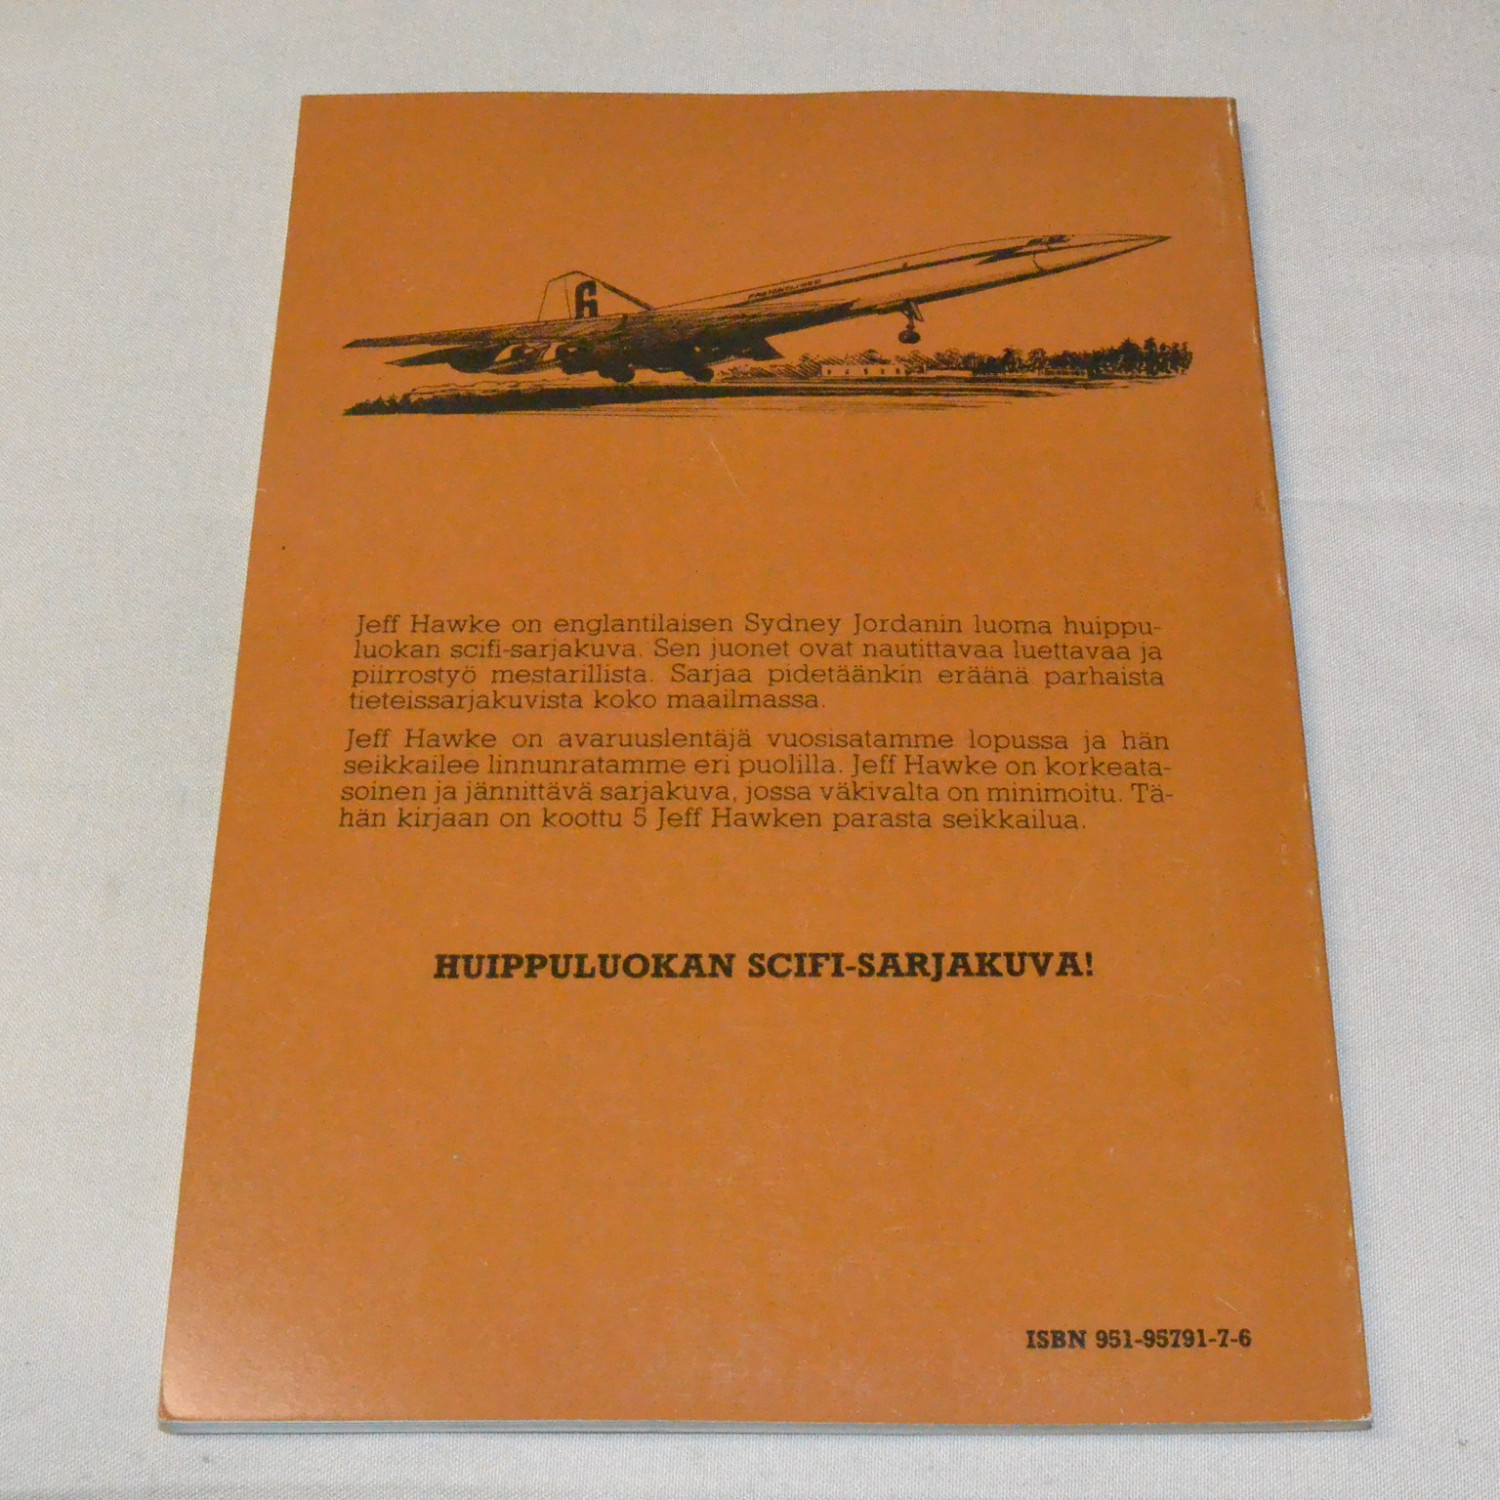 6
Jeff Hawke on englantilaisen Sydney Jordanin luoma huippu-
luokan scifi-sarjakuva. Sen juonet ovat nautittavaa luettavaa ja
piirrostyö mestarillista. Sarjaa pidetäänkin eräänä parhaista
tieteissarjakuvista koko maailmassa.
Jeff Hawke on avaruuslentäjä vuosisatamme lopussa ja hän
seikkailee linnunratamme eri puolilla. Jeff Hawke on korkeata-
soinen ja jännittävä sarjakuva, jossa väkivalta on minimoitu. Tä-
hän kirjaan on koottu 5 Jeff Hawken parasta seikkailua.
HUIPPULUOKAN SCIFI-SARJAKUVA!
ISBN 951-95791-7-6